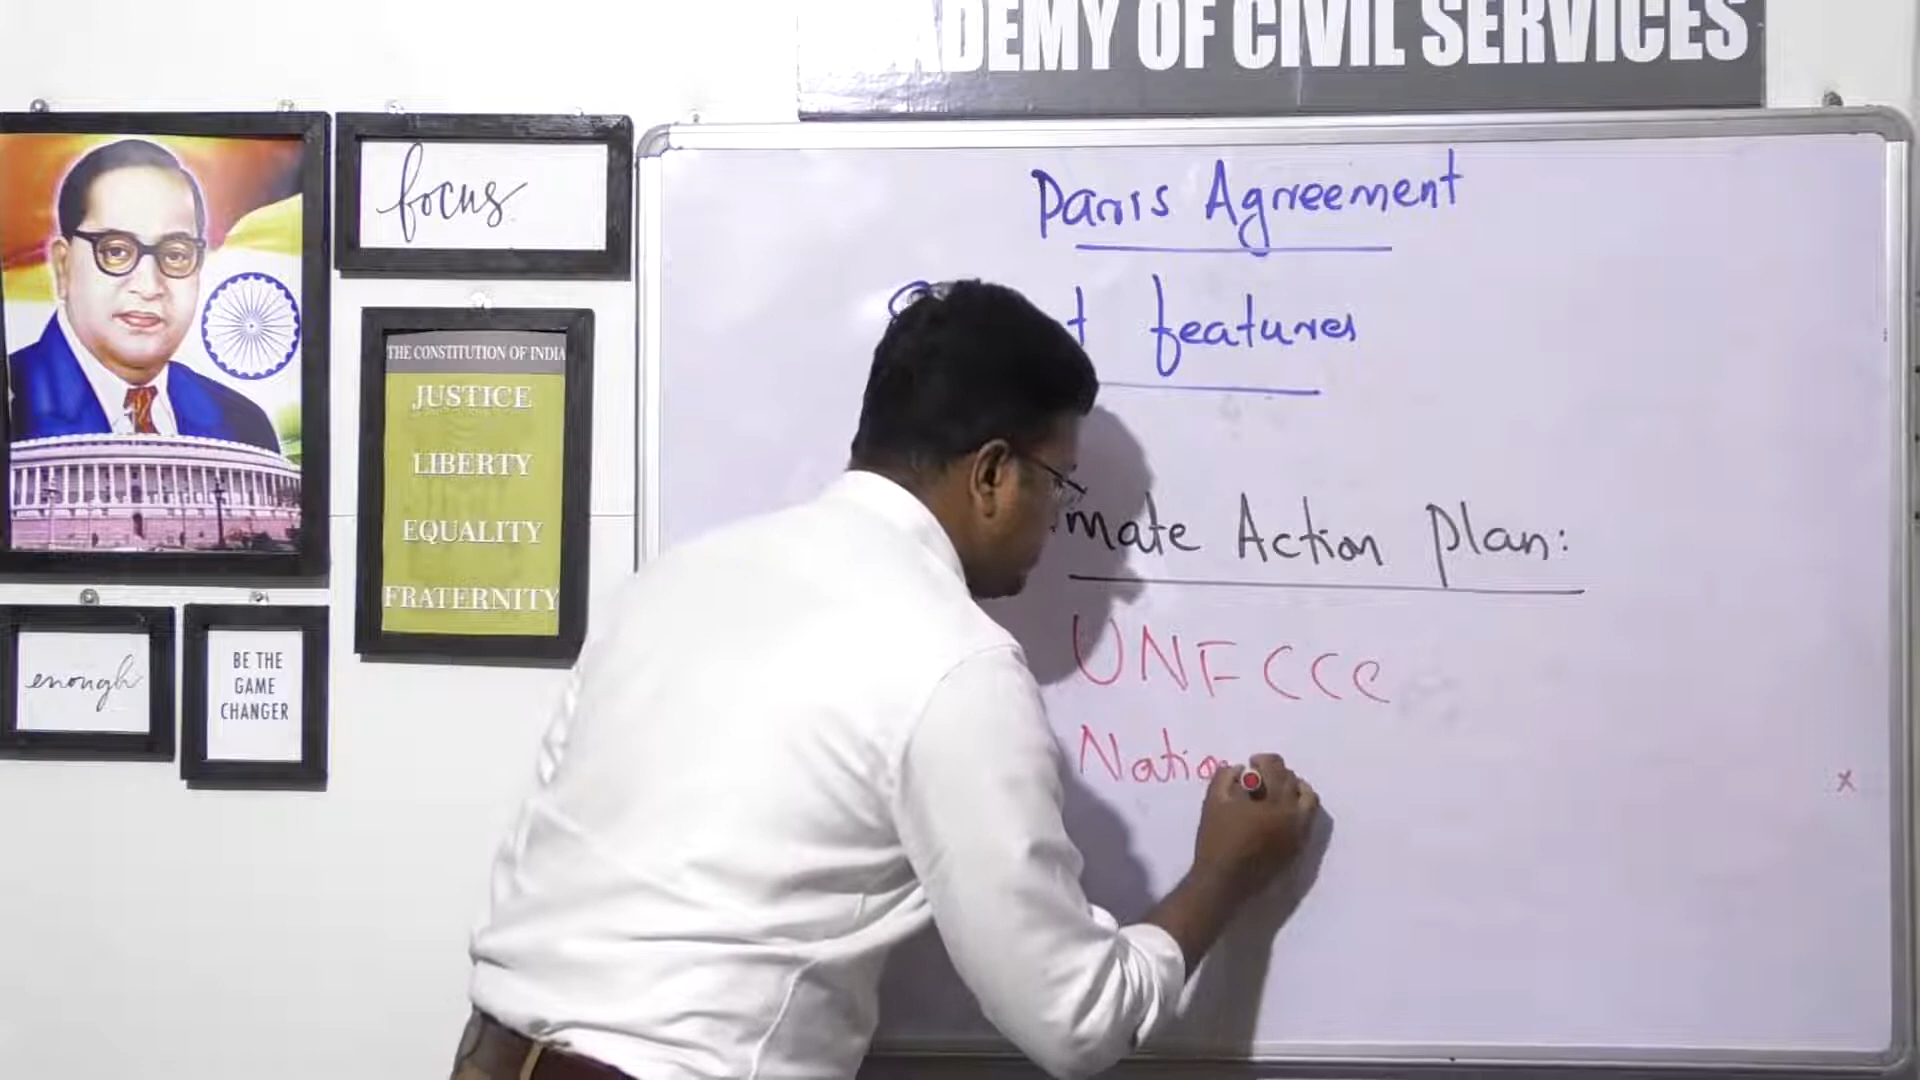 ADEMY OF CIVIL SERVICES
focus
THE CONSTITUTION OF INDIA
JUSTICE
LIBERTY
EQUALITY
FRATERNITY
enough
BE THE
GAME
CHANGER
Paris Agreement
features
mate Action plan:
UNFCCC
Natio
x